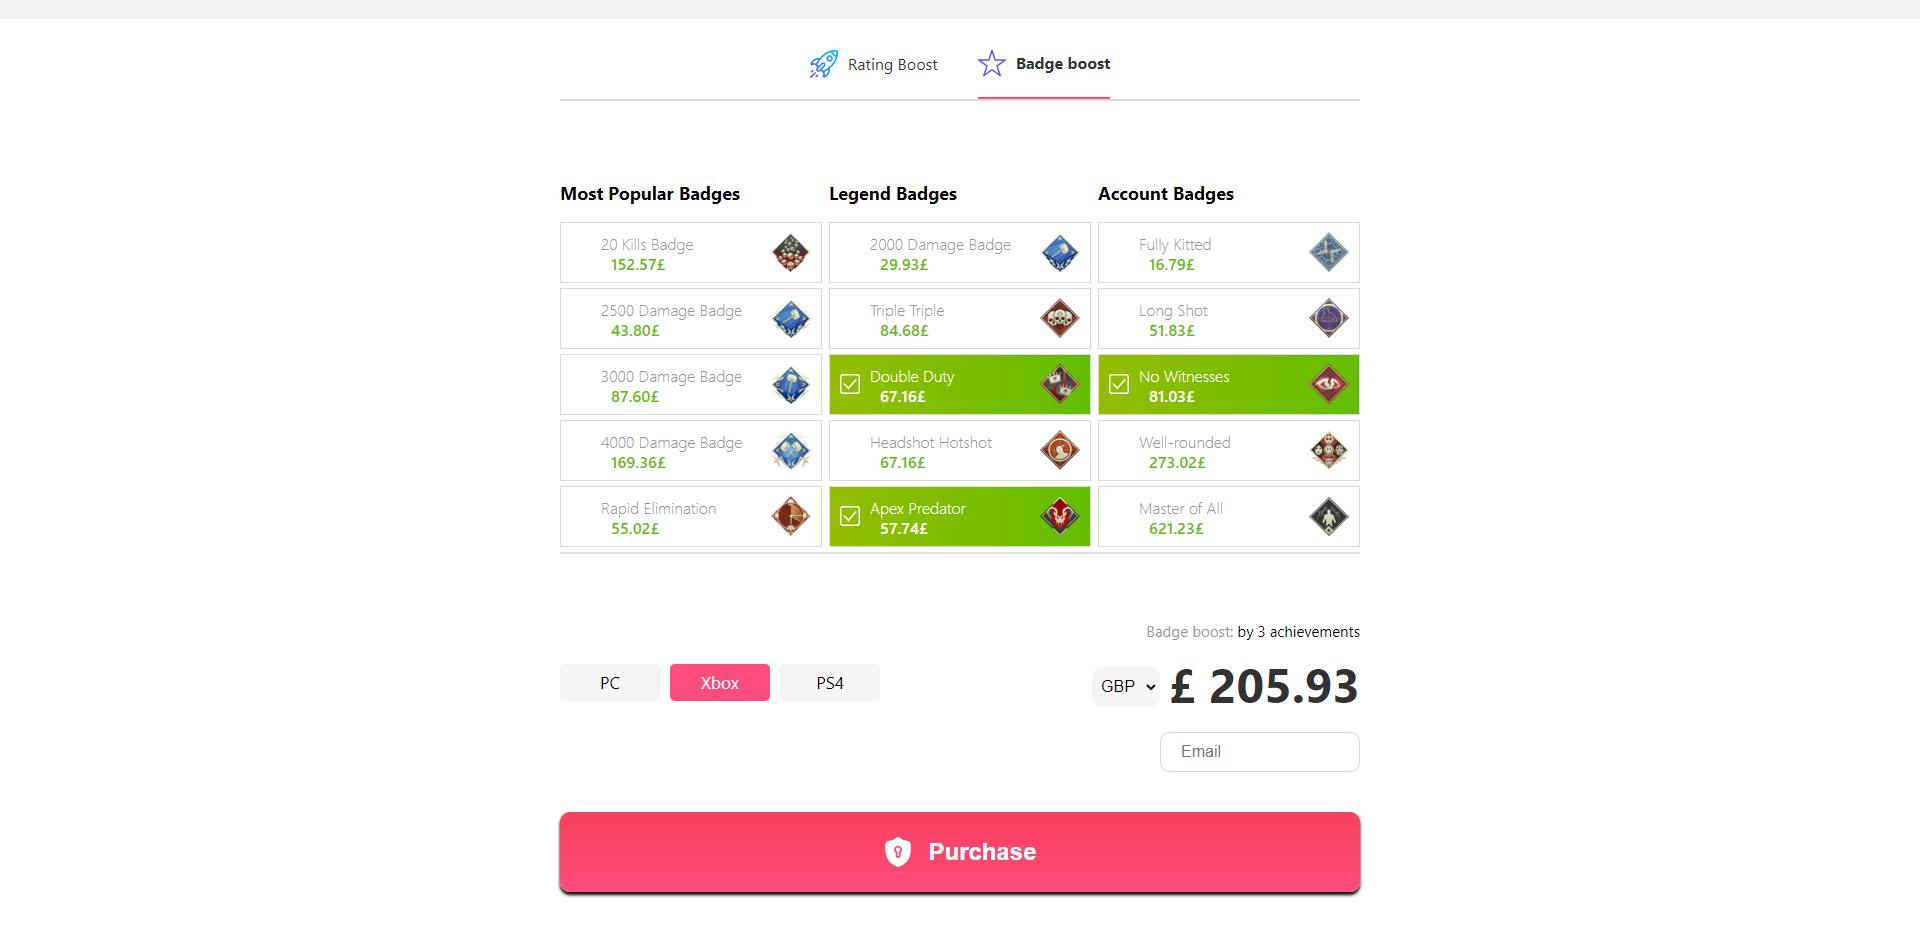 Rating Boost
Badge boost
Most Popular Badges
20 Kills Badge
152.57£
2500 Damage Badge
43.80£
3000 Damage Badge
87.60£
4000 Damage Badge
169.36£
Rapid Elimination
55.02£
Legend Badges
2000 Damage Badge
29.93£
Triple Triple
84.68£
Double Duty
67.16£
Headshot Hotshot
67.16£
Apex Predator
57.74£
Account Badges
Fully Kitted
16.79£
Long Shot
51.83£
No Witnesses
81.03£
Well-rounded
273.02£
Master of All
621.23£
Badge boost: by 3 achievements
PC
Xbox
PS4
GBP
£ 205.93
Email
Purchase